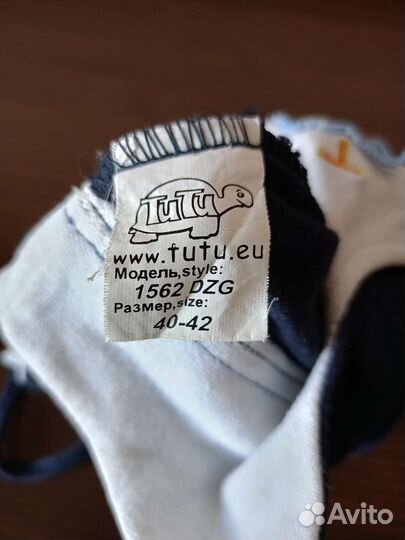 TuTu
www.tutu.eu
Модель,style:
1562 DZG
Размер,size:
40-42
Avito